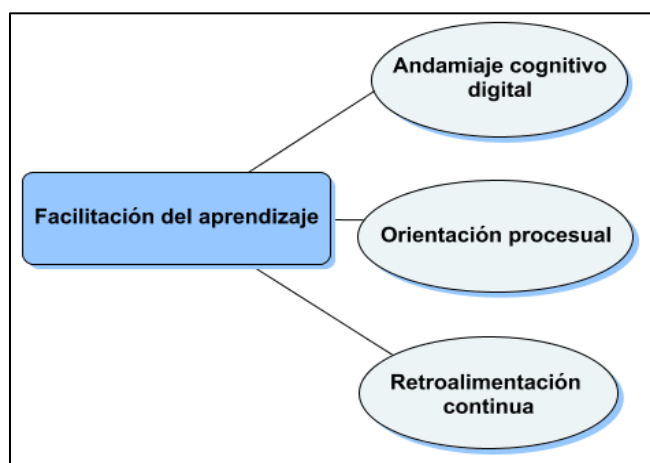 Andamiaje cognitivo
digital
Facilitación del aprendizaje
Orientación procesual
Retroalimentación
continua